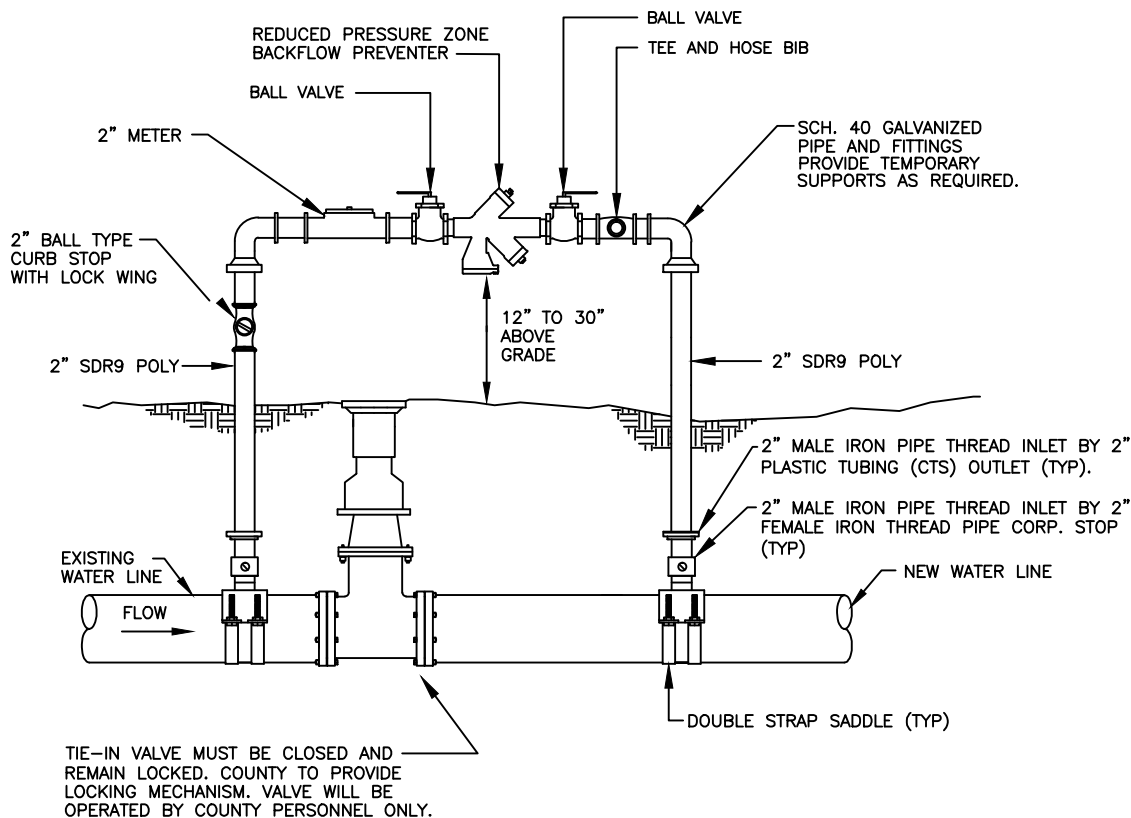 BALL VALVE
REDUCED PRESSURE ZONE
BACKFLOW PREVENTER
TEE AND HOSE BIB
BALL VALVE
2” METER
SCH. 40 GALVANIZED
PIPE AND FITTINGS
PROVIDE TEMPORARY
SUPPORTS AS REQUIRED.
2” BALL TYPE
CURB STOP
WITH LOCK WING
12” TO 30”
ABOVE
GRADE
2” SDR9 POLY
2” SDR9 POLY
2” MALE IRON PIPE THREAD INLET BY 2”
PLASTIC TUBING (CTS) OUTLET (TYP).
2” MALE IRON PIPE THREAD INLET BY 2”
FEMALE IRON THREAD PIPE CORP. STOP
(TYP)
EXISTING
WATER LINE
NEW WATER LINE
FLOW
DOUBLE STRAP SADDLE (TYP)
TIE-IN VALVE MUST BE CLOSED AND
REMAIN LOCKED. COUNTY TO PROVIDE
LOCKING MECHANISM. VALVE WILL BE
OPERATED BY COUNTY PERSONNEL ONLY.